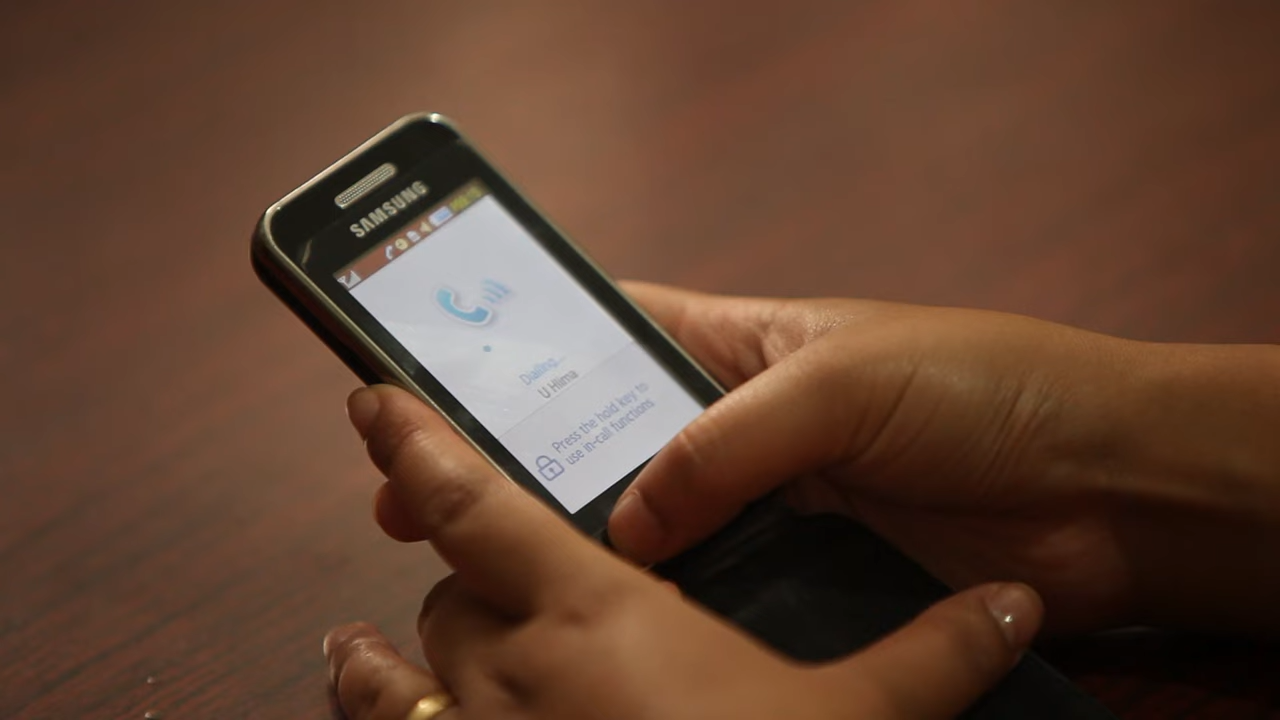 SAMSUNG
Dialling...
U Hlima
Press the hold key to
use in-call functions